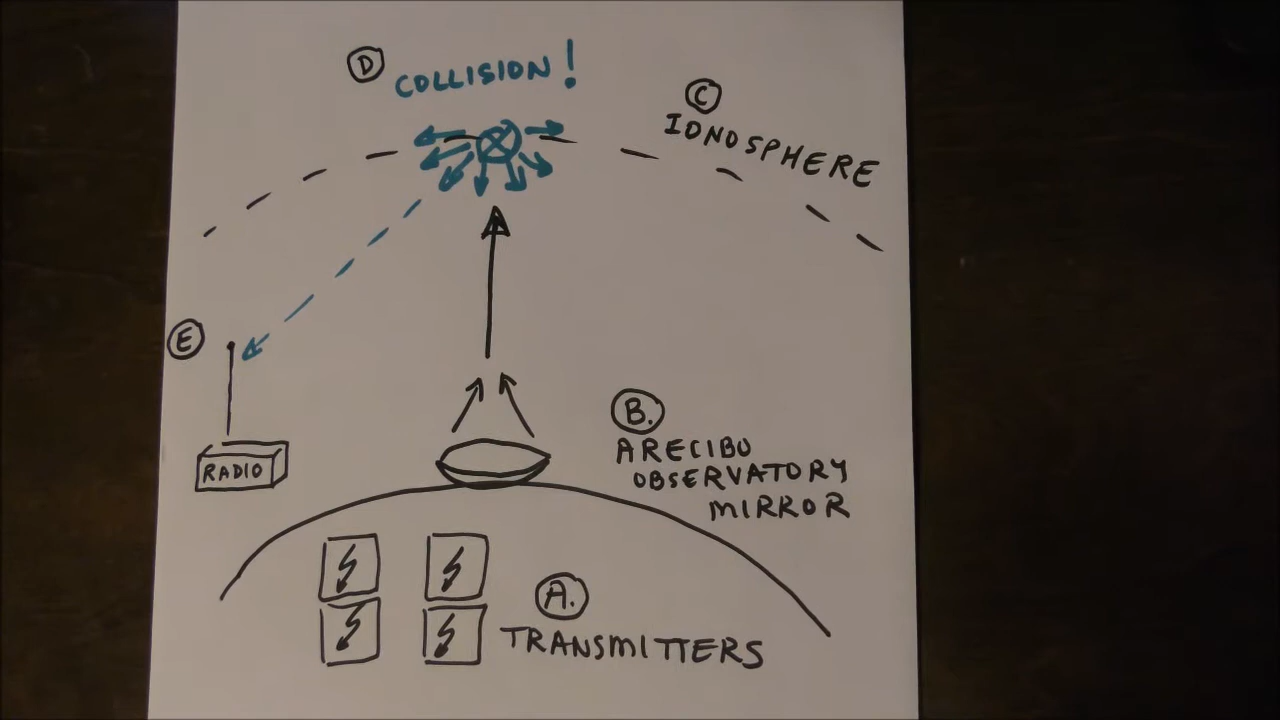 D
COLLISION!
C
IONOSPHERE
E
B.
ARECIBO
OBSERVATORY
MIRROR
RADIO
A.
TRANSMITTERS